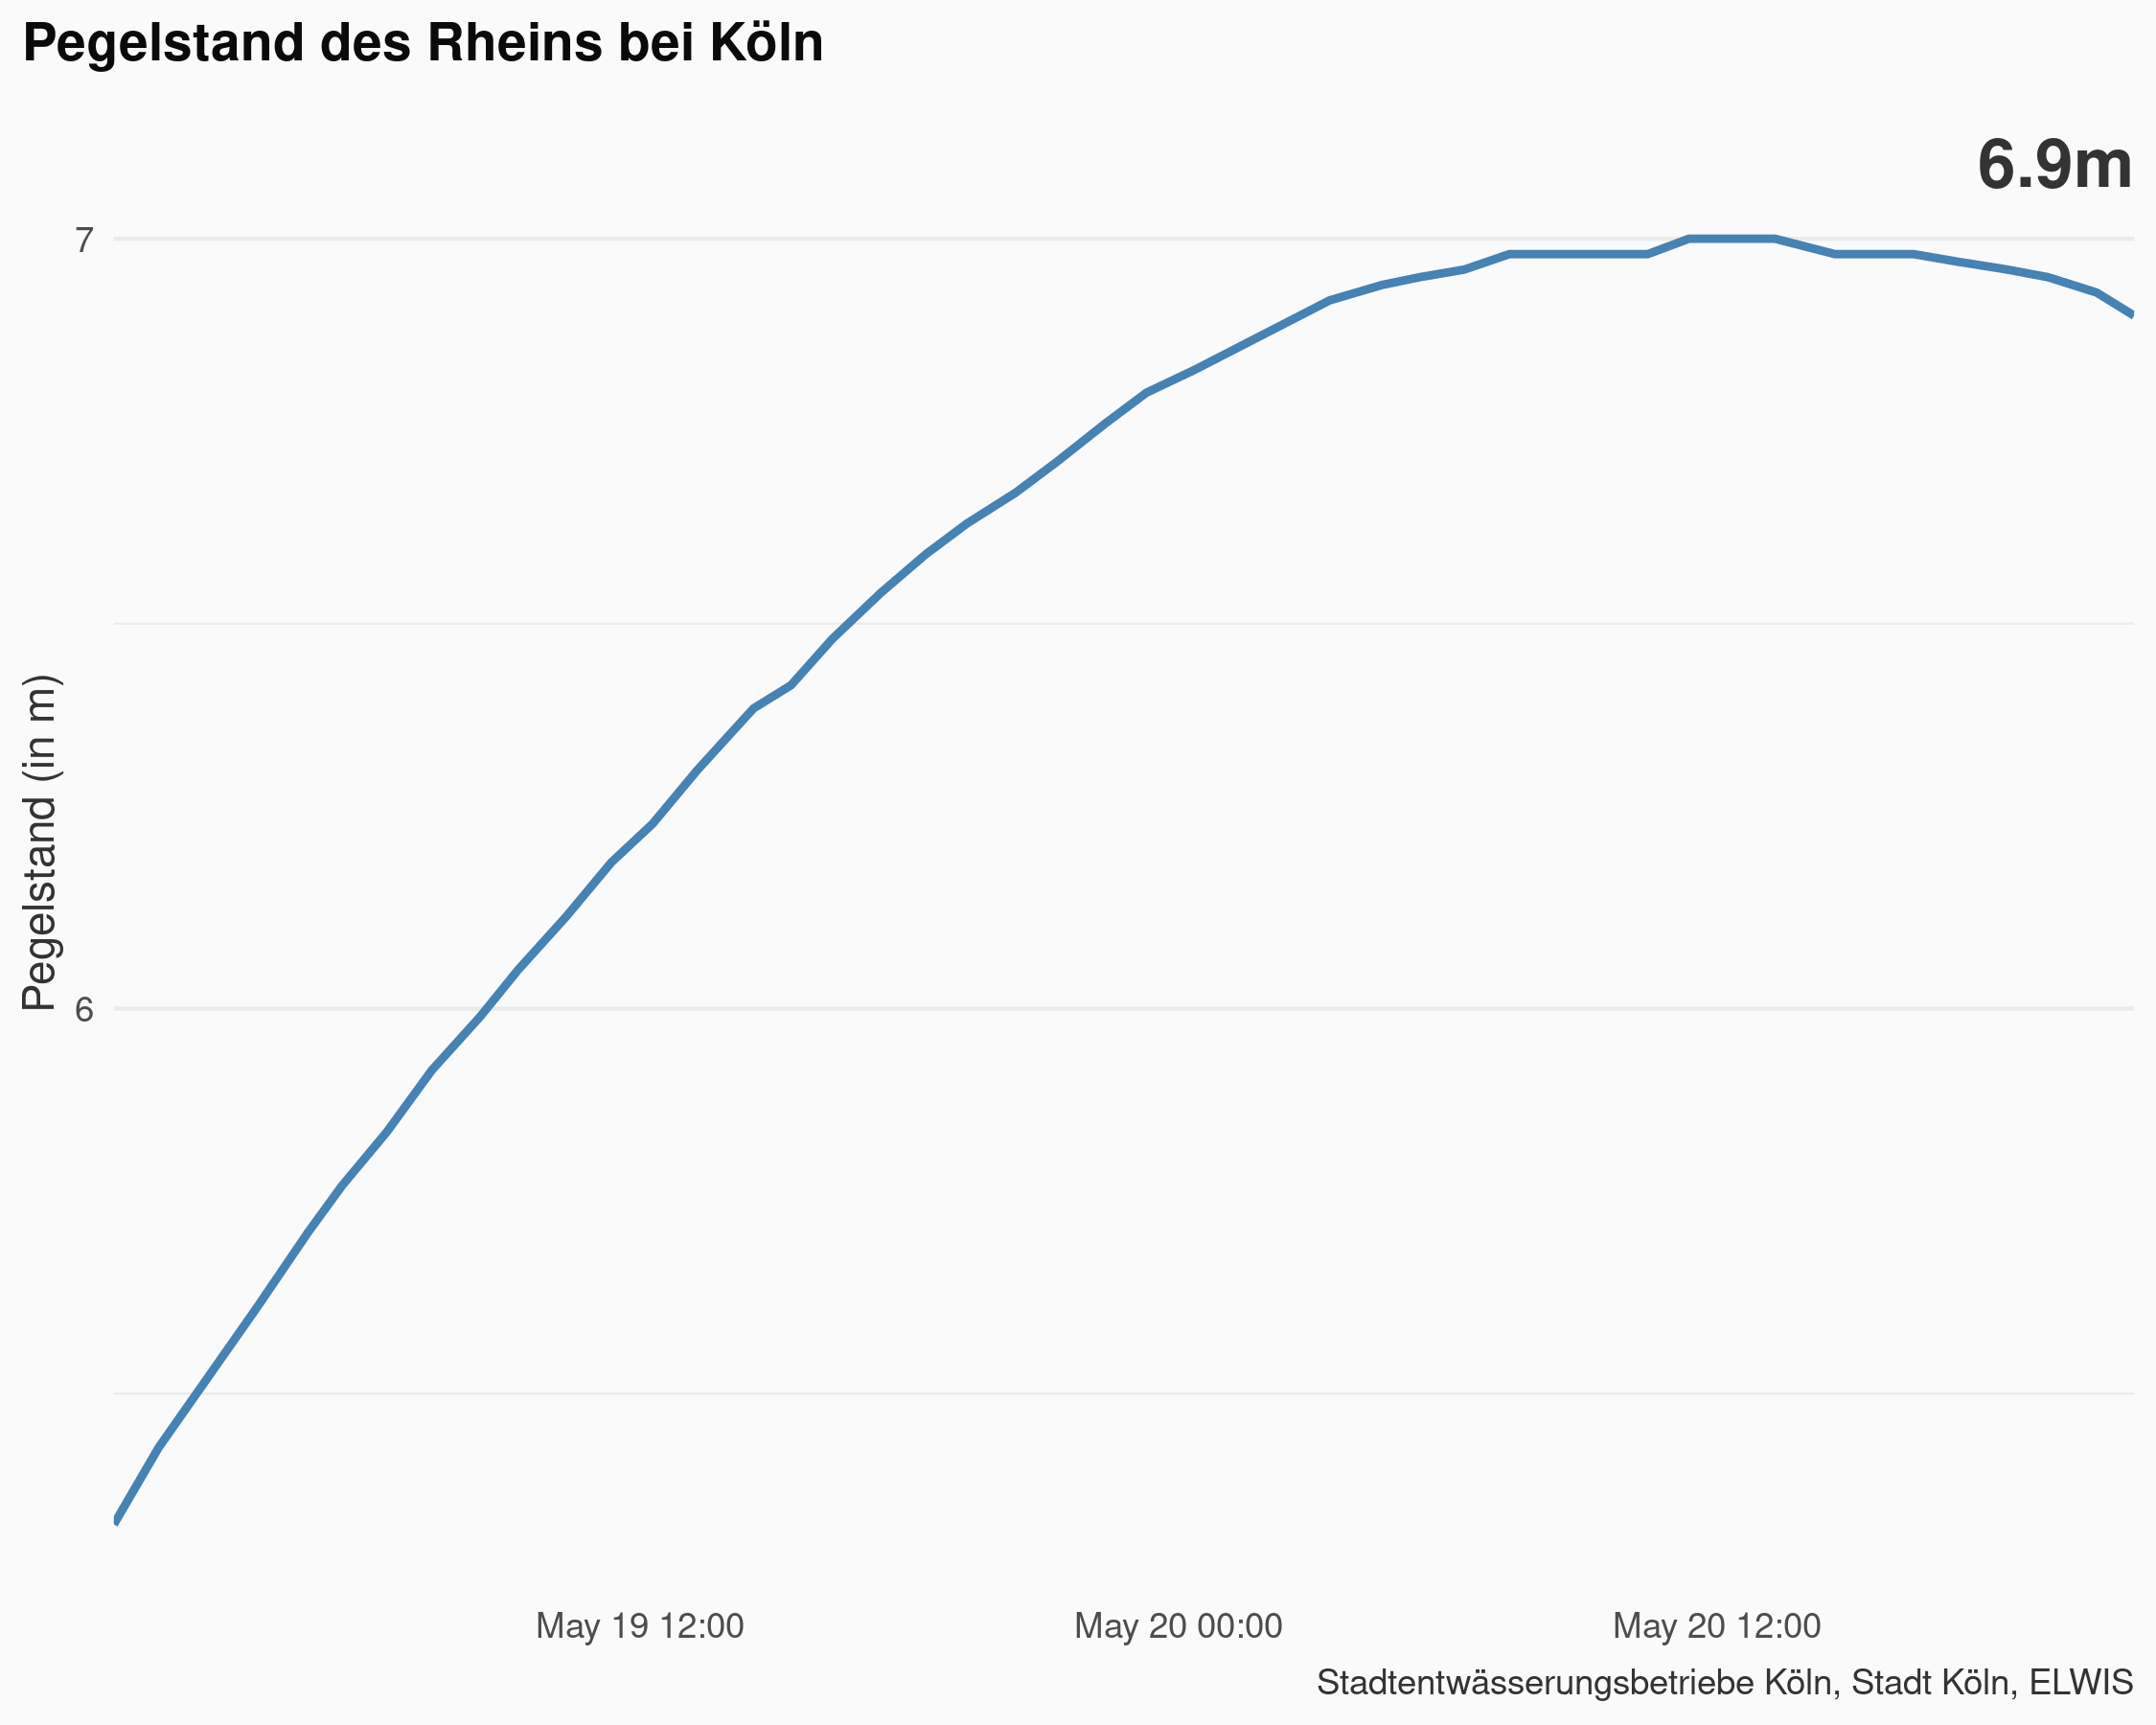 Pegelstand des Rheins bei Köln
6.9m
7
Pegelstand (in m)
6
May 19 12:00
May 20 00:00
May 20 12:00
Stadtentwässerungsbetriebe Köln, Stadt Köln, ELWIS